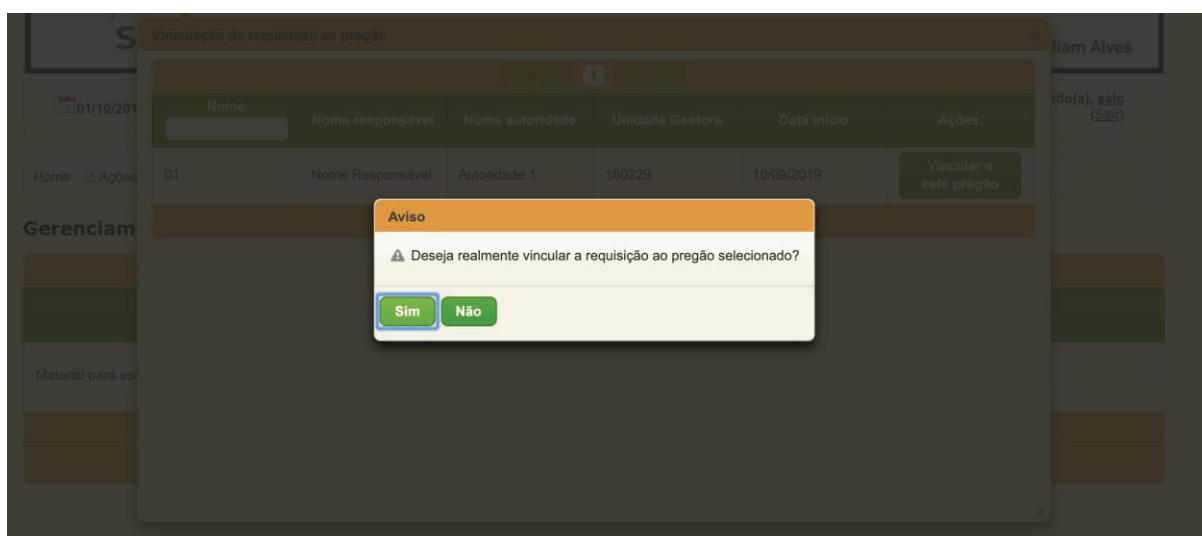 S
Vinculação de requisição ao pregão
liam Alves
1
01/10/201
Nome
Nome responsável
Nome autoridade
Unidade Gestora
Data Início
Ações:
salc
(Sair)
Home
Ações
01
Nome Responsável
Autoridade 1
160229
10/09/2019
Vincular a
este pregão
Gerenciam
Aviso
Deseja realmente vincular a requisição ao pregão selecionado?
Sim
Não
Material para es